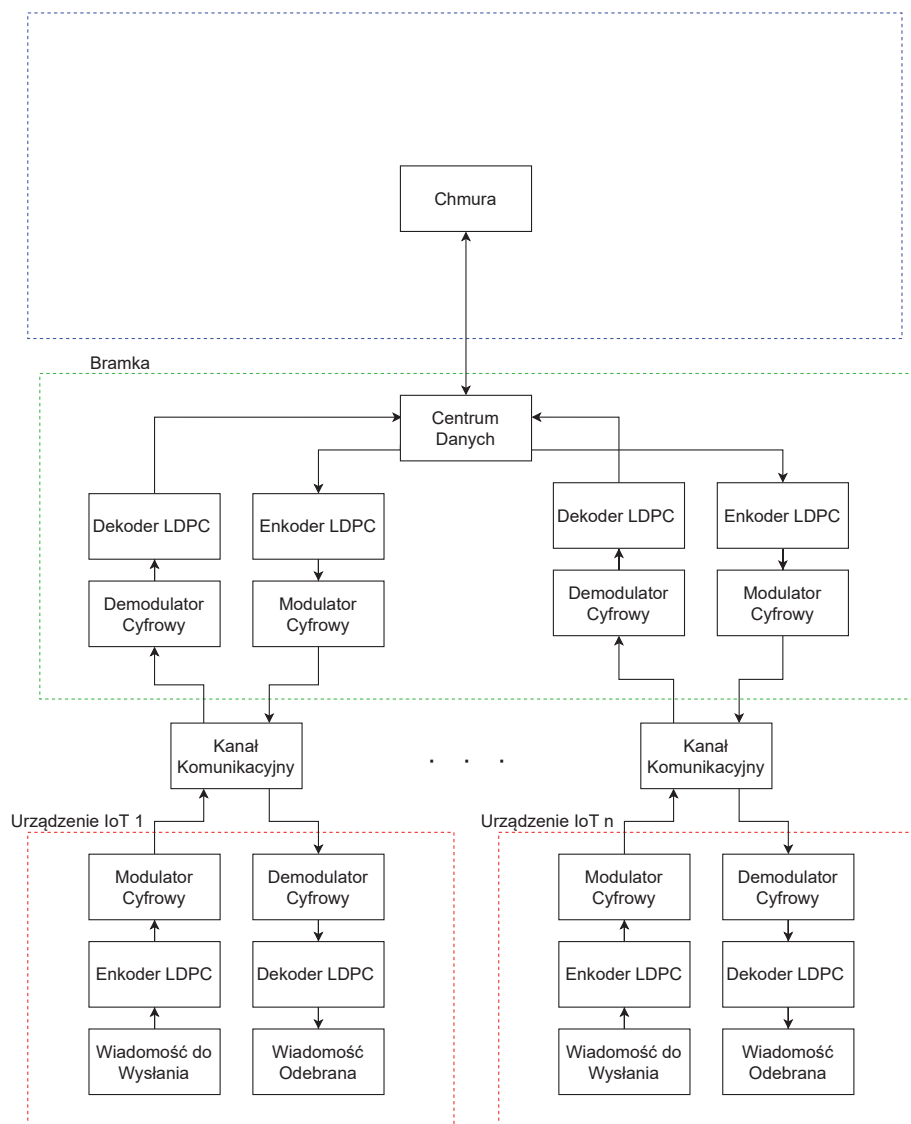 Chmura
Bramka
Centrum
Danych
Dekoder LDPC
Enkoder LDPC
Dekoder LDPC
Enkoder LDPC
Demodulator
Cyfrowy
Modulator
Cyfrowy
Demodulator
Cyfrowy
Modulator
Cyfrowy
Kanał
Komunikacyjny
. . .
Kanał
Komunikacyjny
Urządzenie IoT 1
Urządzenie IoT n
Modulator
Cyfrowy
Demodulator
Cyfrowy
Modulator
Cyfrowy
Demodulator
Cyfrowy
Enkoder LDPC
Dekoder LDPC
Enkoder LDPC
Dekoder LDPC
Wiadomość do
Wysłania
Wiadomość
Odebrana
Wiadomość do
Wysłania
Wiadomość
Odebrana